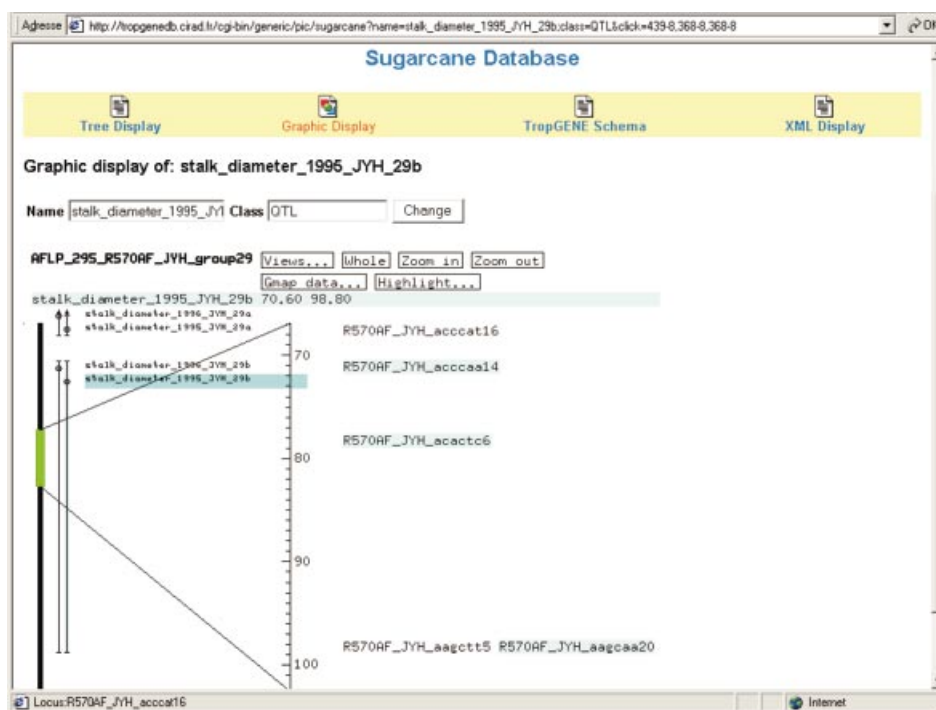 Adresse http://tropgenedb.cirad.fr/cgi-bin/generic/pic/sugarcane?name=stalk_diameter_1995_JYH_29b;class=QTL&click=439-8,368-8,368-8
Sugarcane Database
Tree Display Graphic Display TropGENE Schema XML Display
Graphic display of: stalk_diameter_1995_JYH_29b
Name stalk_diameter_1995_JY Class QTL Change
AFLP_295_R570AF_JYH_group29 Views... Whole Zoom in Zoom out
Gmap data... Highlight...
stalk_diameter_1995_JYH_29b 70.60 98.80
stalk_diameter_1996_JYH_29a
stalk_diameter_1995_JYH_29a R570AF_JYH_acccat16
70
stalk_diameter_1996_JYH_29b R570AF_JYH_acccaa14
stalk_diameter_1995_JYH_29b
R570AF_JYH_acactc6
80
90
R570AF_JYH_aagctt5 R570AF_JYH_aagcaa20
100
Locus:R570AF_JYH_acccat16 Internet